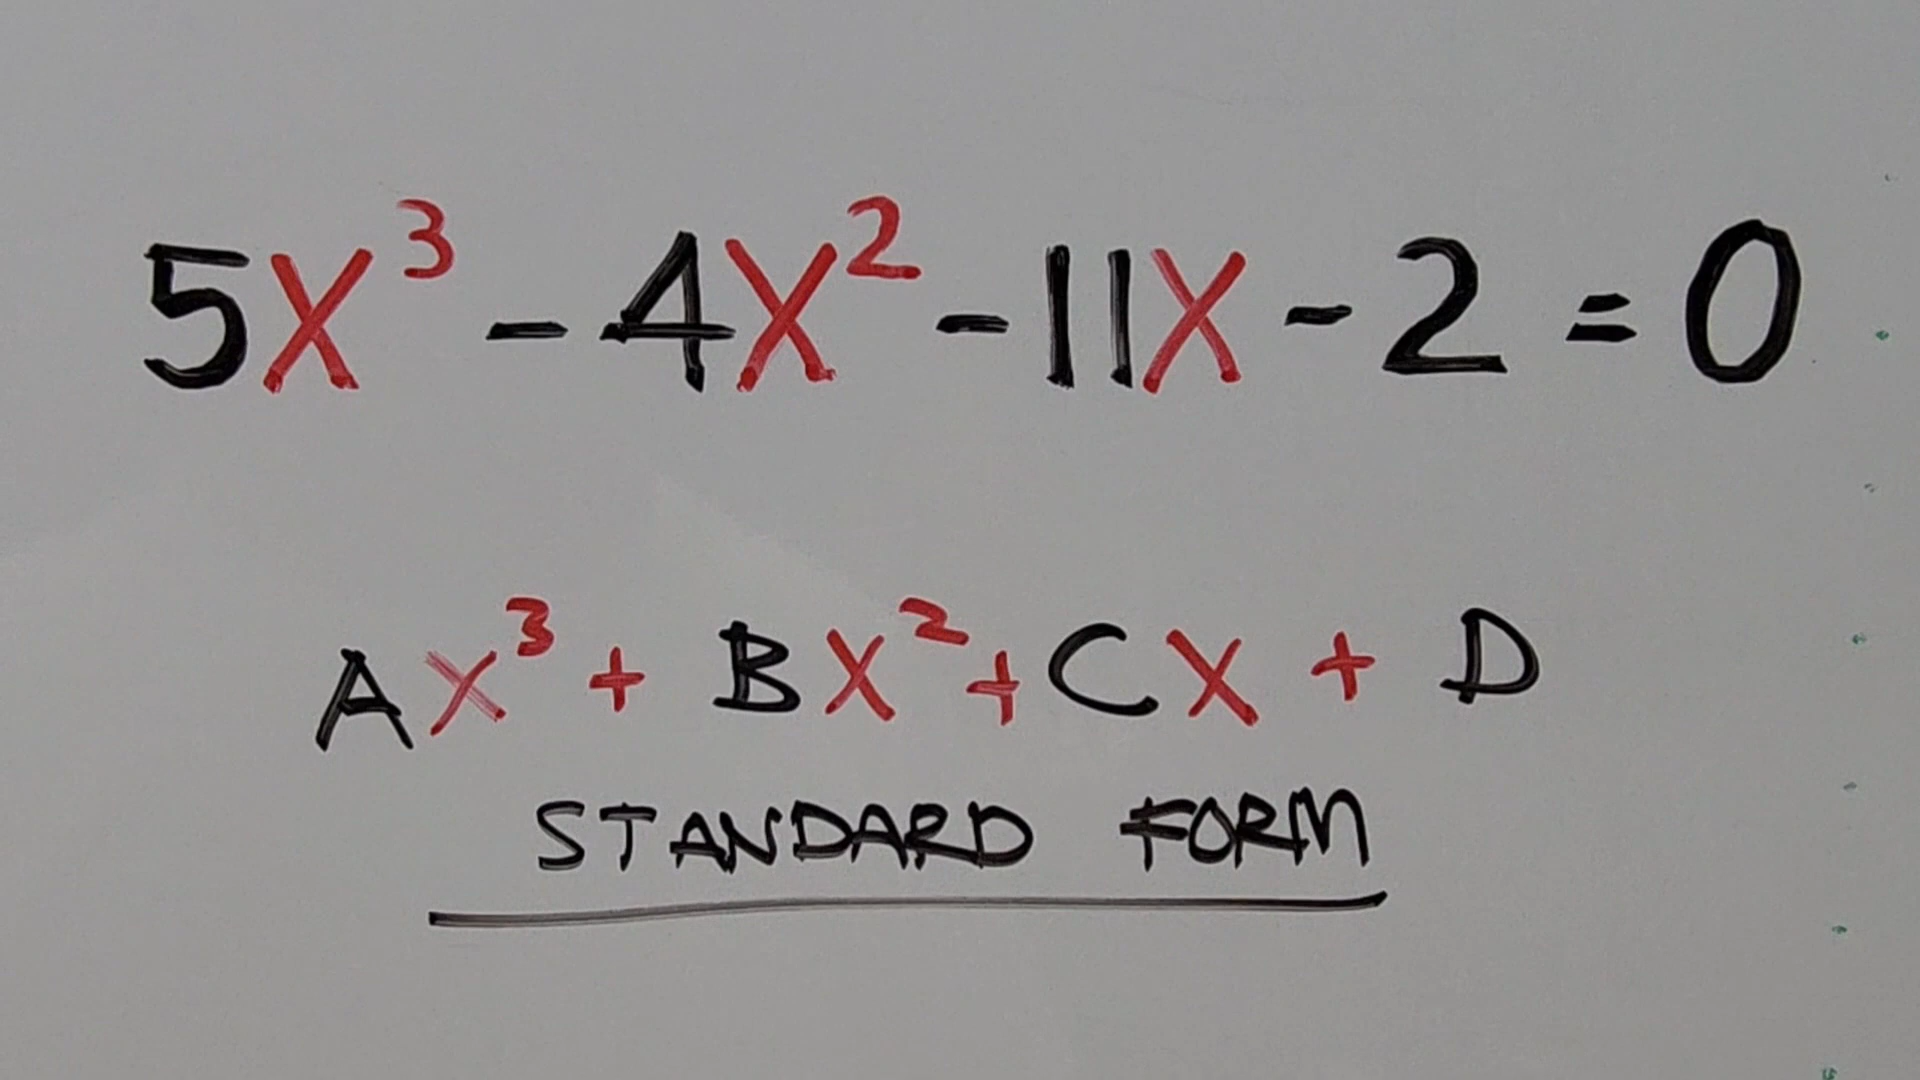 5X³ - 4X² - 11X - 2 = 0
AX³ + BX² + CX + D
STANDARD FORM